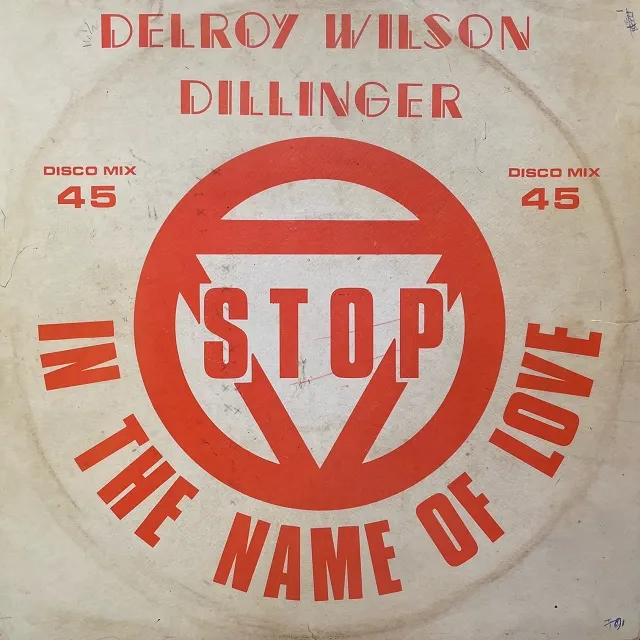 DELROY WILSON
DILLINGER
DISCO MIX
45
DISCO MIX
45
STOP
IN THE NAME OF LOVE